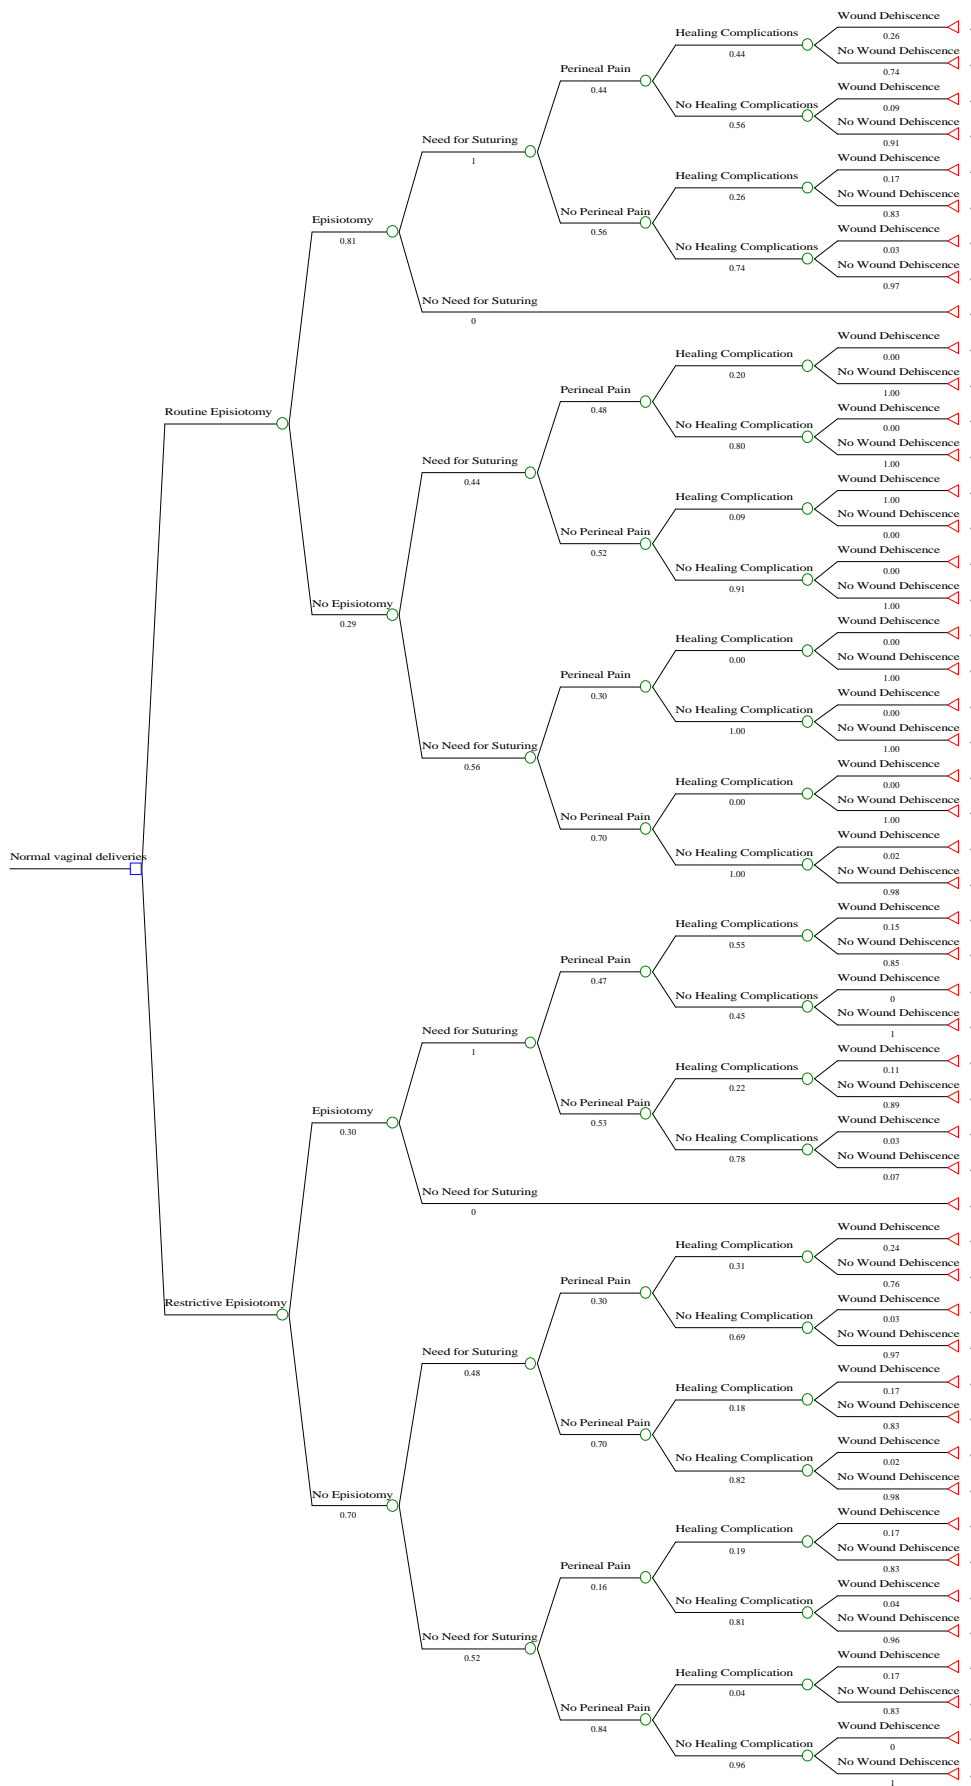 Wound Dehiscence
0.26
Healing Complications
0.44
No Wound Dehiscence
0.74
Perineal Pain
0.44
Wound Dehiscence
0.09
No Healing Complications
0.56
No Wound Dehiscence
0.91
Need for Suturing
1
Wound Dehiscence
0.17
Healing Complications
0.26
No Wound Dehiscence
0.83
No Perineal Pain
0.56
Wound Dehiscence
0.03
No Healing Complications
0.74
No Wound Dehiscence
0.97
Episiotomy
0.81
No Need for Suturing
0
Wound Dehiscence
0.00
Healing Complication
0.20
No Wound Dehiscence
1.00
Perineal Pain
0.48
Wound Dehiscence
0.00
No Healing Complication
0.80
No Wound Dehiscence
1.00
Routine Episiotomy
Need for Suturing
0.44
Wound Dehiscence
1.00
Healing Complication
0.09
No Wound Dehiscence
0.00
No Perineal Pain
0.52
Wound Dehiscence
0.00
No Healing Complication
0.91
No Wound Dehiscence
1.00
No Episiotomy
0.29
Wound Dehiscence
0.00
Healing Complication
0.00
No Wound Dehiscence
1.00
Perineal Pain
0.30
Wound Dehiscence
0.00
No Healing Complication
1.00
No Wound Dehiscence
1.00
No Need for Suturing
0.56
Wound Dehiscence
0.00
Healing Complication
0.00
No Wound Dehiscence
1.00
No Perineal Pain
0.70
Wound Dehiscence
0.02
No Healing Complication
1.00
No Wound Dehiscence
0.98
Normal vaginal deliveries
Wound Dehiscence
0.15
Healing Complications
0.55
No Wound Dehiscence
0.85
Perineal Pain
0.47
Wound Dehiscence
0
No Healing Complications
0.45
No Wound Dehiscence
1
Need for Suturing
1
Wound Dehiscence
0.11
Healing Complications
0.22
No Wound Dehiscence
0.89
No Perineal Pain
0.53
Wound Dehiscence
0.03
No Healing Complications
0.78
No Wound Dehiscence
0.07
Episiotomy
0.30
No Need for Suturing
0
Wound Dehiscence
0.24
Healing Complication
0.31
No Wound Dehiscence
0.76
Perineal Pain
0.30
Wound Dehiscence
0.03
No Healing Complication
0.69
No Wound Dehiscence
0.97
Restrictive Episiotomy
Need for Suturing
0.48
Wound Dehiscence
0.17
Healing Complication
0.18
No Wound Dehiscence
0.83
No Perineal Pain
0.70
Wound Dehiscence
0.02
No Healing Complication
0.82
No Wound Dehiscence
0.98
No Episiotomy
0.70
Wound Dehiscence
0.17
Healing Complication
0.19
No Wound Dehiscence
0.83
Perineal Pain
0.16
Wound Dehiscence
0.04
No Healing Complication
0.81
No Wound Dehiscence
0.96
No Need for Suturing
0.52
Wound Dehiscence
0.17
Healing Complication
0.04
No Wound Dehiscence
0.83
No Perineal Pain
0.84
Wound Dehiscence
0
No Healing Complication
0.96
No Wound Dehiscence
1